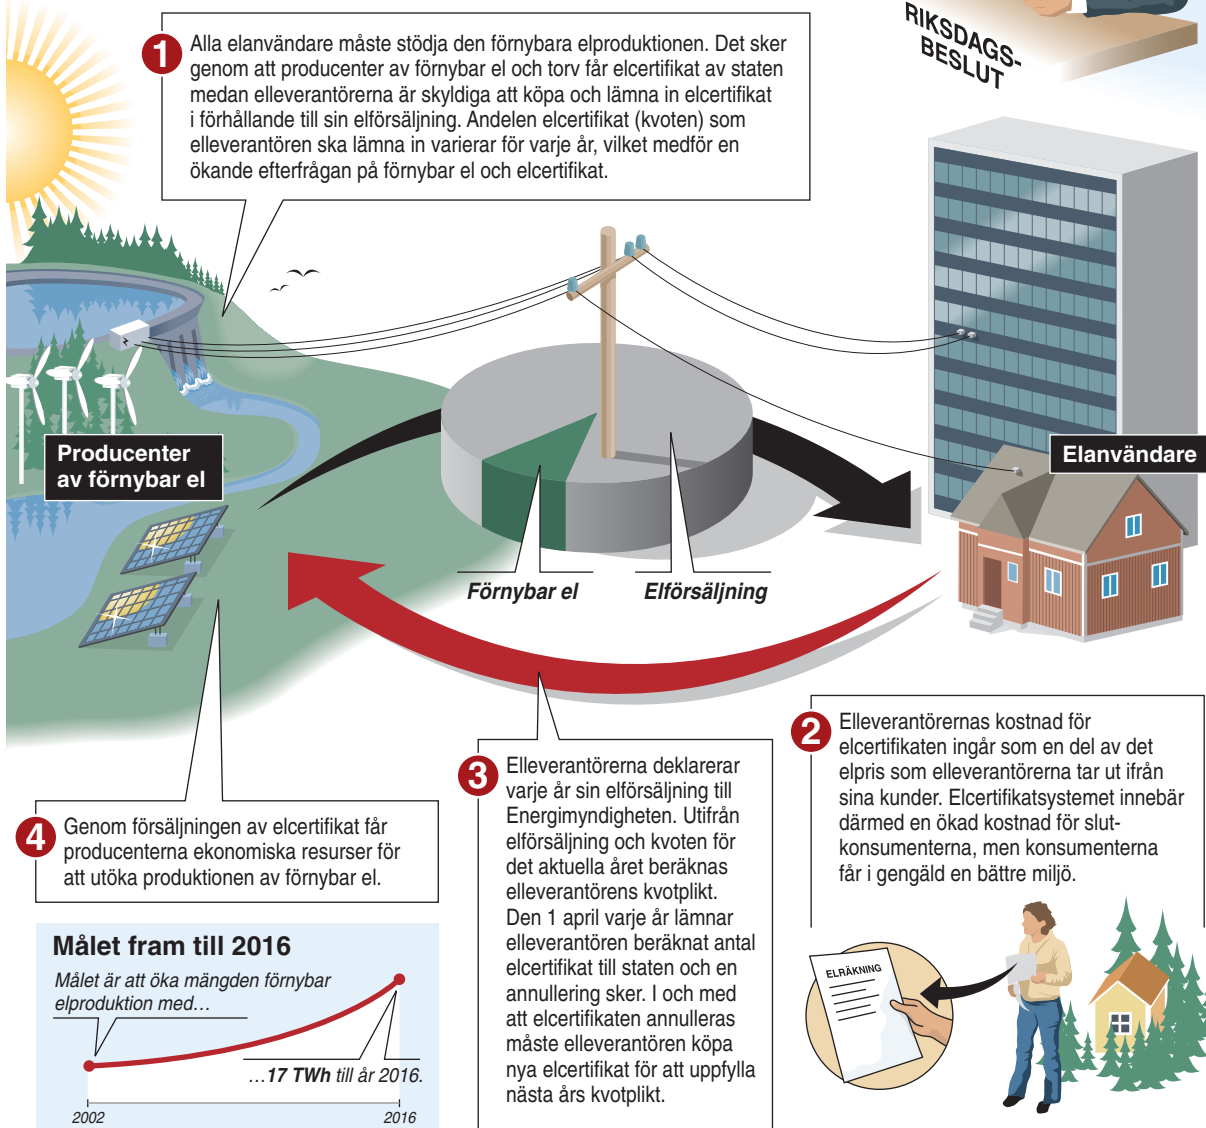 RIKSDAGS-
BESLUT
1
Alla elanvändare måste stödja den förnybara elproduktionen. Det sker
genom att producenter av förnybar el och torv får elcertifikat av staten
medan elleverantörerna är skyldiga att köpa och lämna in elcertifikat
i förhållande till sin elförsäljning. Andelen elcertifikat (kvoten) som
elleverantören ska lämna in varierar för varje år, vilket medför en
ökande efterfrågan på förnybar el och elcertifikat.
Producenter
av förnybar el
Elanvändare
Förnybar el
Elförsäljning
2
Elleverantörernas kostnad för
elcertifikaten ingår som en del av det
elpris som elleverantörerna tar ut ifrån
sina kunder. Elcertifikatsystemet innebär
därmed en ökad kostnad för slut-
konsumenterna, men konsumenterna
får i gengäld en bättre miljö.
ELRÄKNING
3
Elleverantörerna deklarerar
varje år sin elförsäljning till
Energimyndigheten. Utifrån
elförsäljning och kvoten för
det aktuella året beräknas
elleverantörens kvotplikt.
Den 1 april varje år lämnar
elleverantören beräknat antal
elcertifikat till staten och en
annullering sker. I och med
att elcertifikaten annulleras
måste elleverantören köpa
nya elcertifikat för att uppfylla
nästa års kvotplikt.
4
Genom försäljningen av elcertifikat får
producenterna ekonomiska resurser för
att utöka produktionen av förnybar el.
Målet fram till 2016
Målet är att öka mängden förnybar
elproduktion med…
…17 TWh till år 2016.
2002
2016